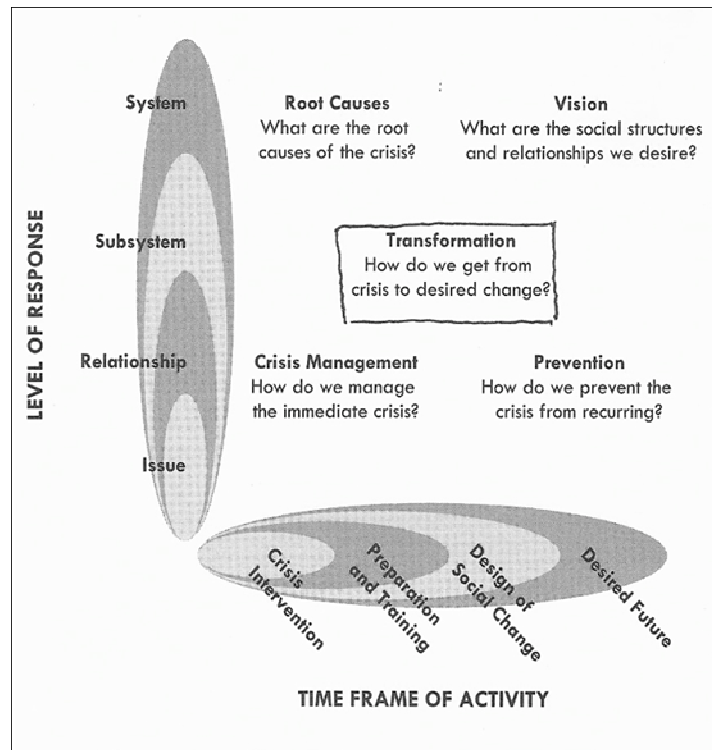 System
Root Causes
What are the root
causes of the crisis?
Vision
What are the social structures
and relationships we desire?
Subsystem
Transformation
How do we get from
crisis to desired change?
LEVEL OF RESPONSE
Relationship
Crisis Management
How do we manage
the immediate crisis?
Prevention
How do we prevent the
crisis from recurring?
Issue
Crisis
Intervention
Preparation
and Training
Design of
Social Change
Desired Future
TIME FRAME OF ACTIVITY